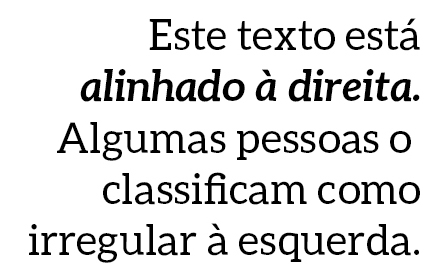 Este texto está
alinhado à direita.
Algumas pessoas o
classificam como
irregular à esquerda.